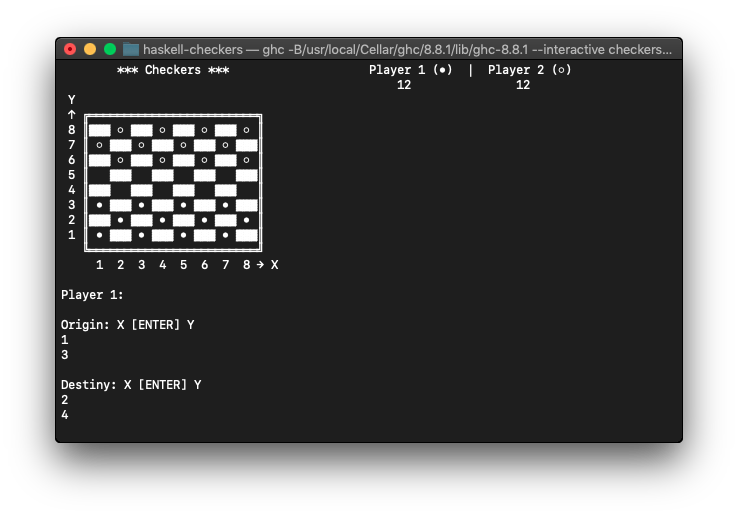 haskell-checkers — ghc -B/usr/local/Cellar/ghc/8.8.1/lib/ghc-8.8.1 --interactive checkers...
*** Checkers *** Player 1 (●) | Player 2 (○)
12 12
Y
↑
8 ○ ○ ○ ○
7 ○ ○ ○ ○
6 ○ ○ ○ ○
5
4
3 ● ● ● ●
2 ● ● ● ●
1 ● ● ● ●
1 2 3 4 5 6 7 8 → X
Player 1:
Origin: X [ENTER] Y
1
3
Destiny: X [ENTER] Y
2
4